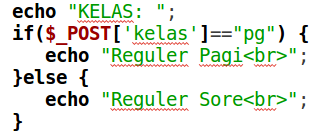 echo "KELAS: ";
if($_POST['kelas']=="pg") {
echo "Reguler Pagi<br>";
}else {
echo "Reguler Sore<br>";
}